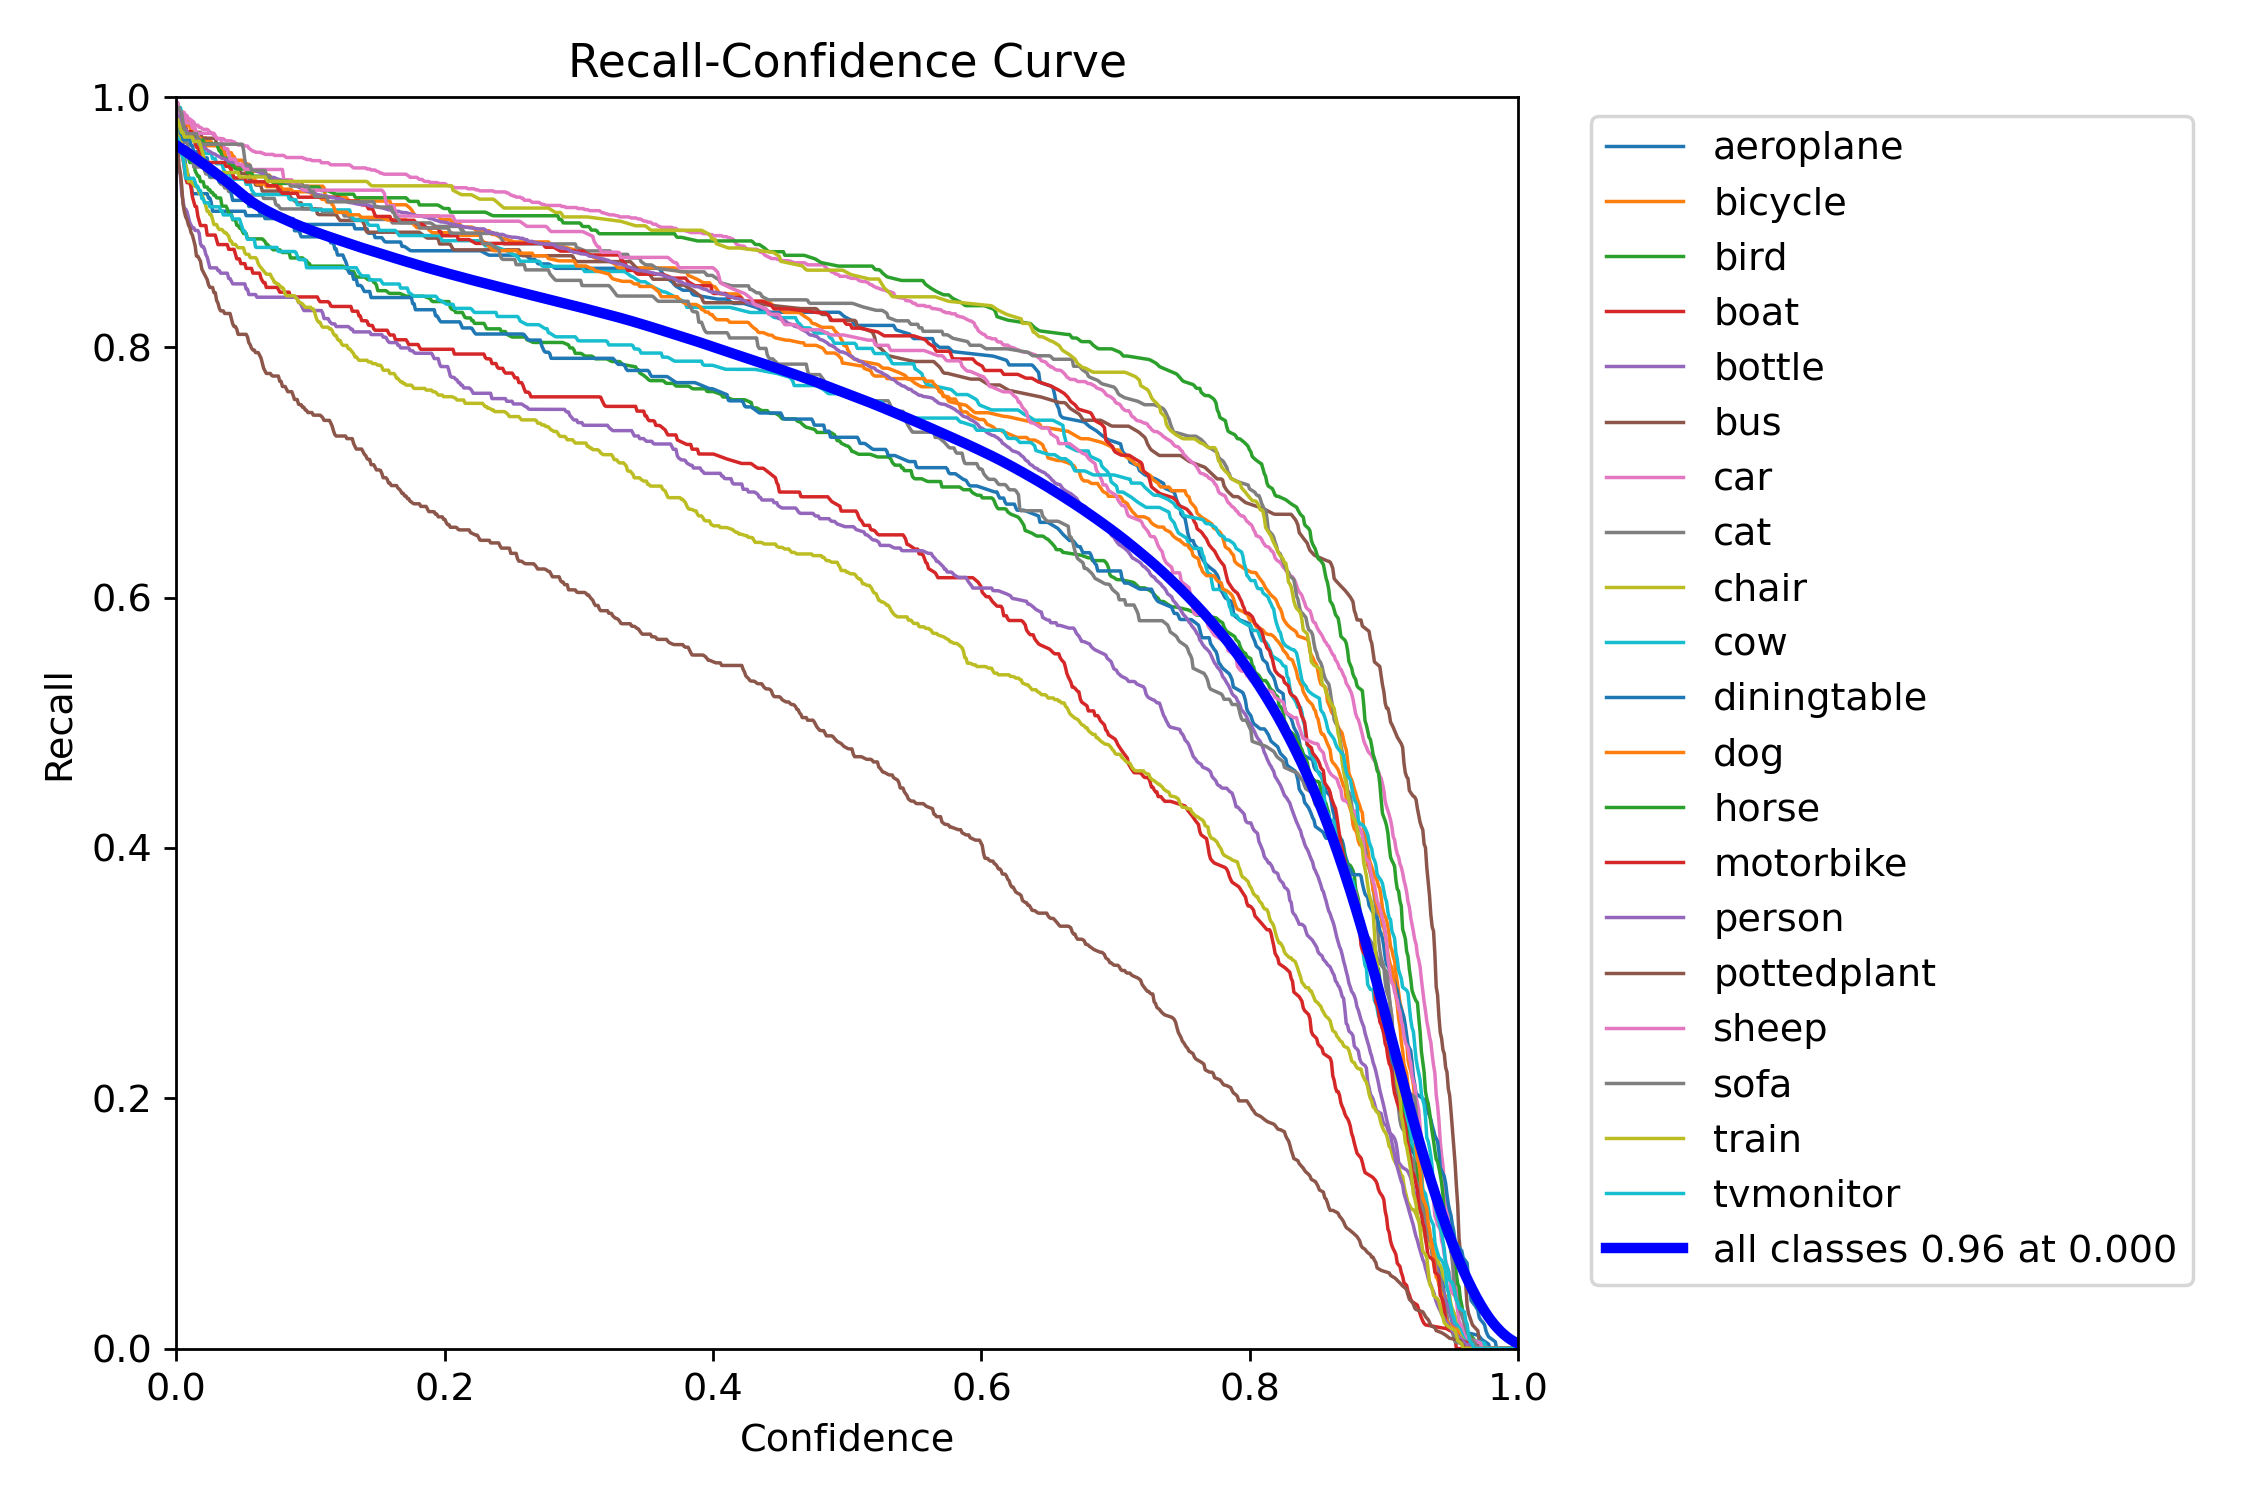 Recall-Confidence Curve
1.0
0.8
0.6
0.4
0.2
0.0
Recall
0.0 0.2 0.4 0.6 0.8 1.0
Confidence
aeroplane
bicycle
bird
boat
bottle
bus
car
cat
chair
cow
diningtable
dog
horse
motorbike
person
pottedplant
sheep
sofa
train
tvmonitor
all classes 0.96 at 0.000